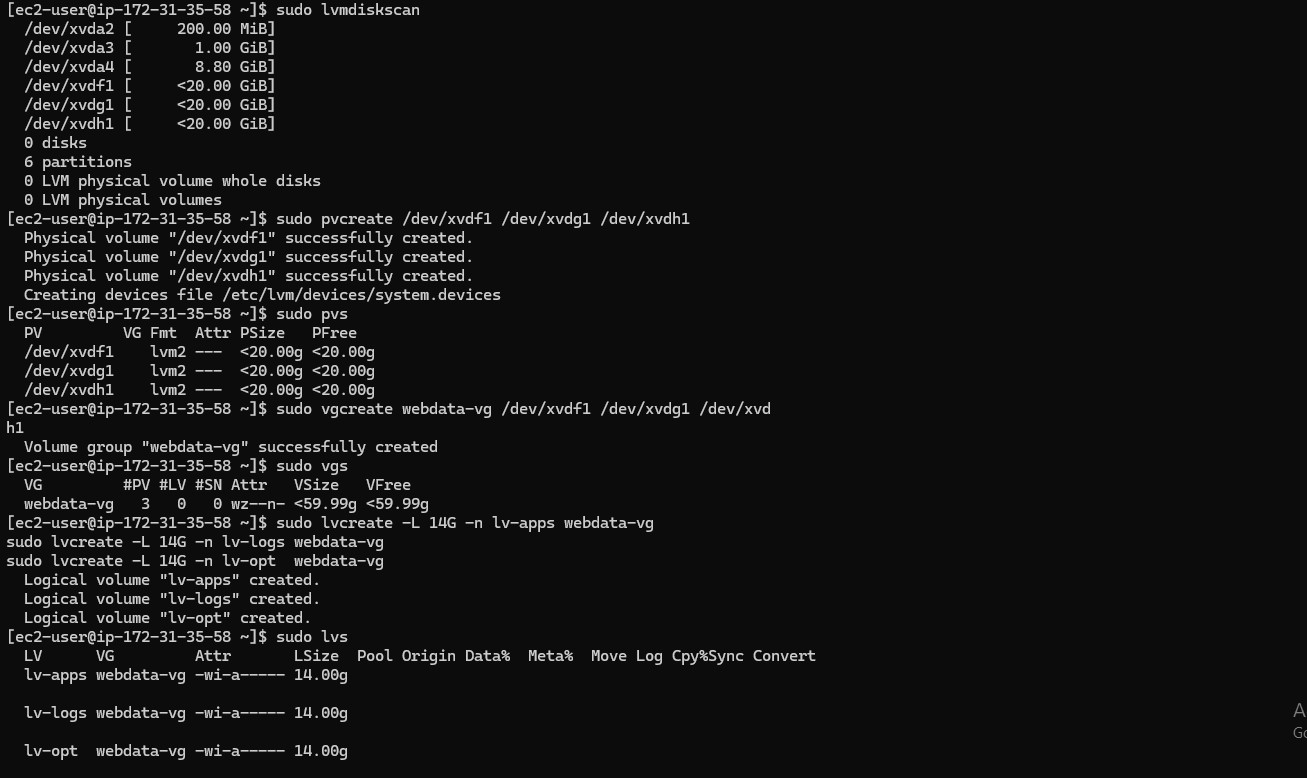 [ec2-user@ip-172-31-35-58 ~]$ sudo lvmdiskscan
  /dev/xvda2 [     200.00 MiB]
  /dev/xvda3 [       1.00 GiB]
  /dev/xvda4 [       8.80 GiB]
  /dev/xvdf1 [     <20.00 GiB]
  /dev/xvdg1 [     <20.00 GiB]
  /dev/xvdh1 [     <20.00 GiB]
  0 disks
  6 partitions
  0 LVM physical volume whole disks
  0 LVM physical volumes
[ec2-user@ip-172-31-35-58 ~]$ sudo pvcreate /dev/xvdf1 /dev/xvdg1 /dev/xvdh1
  Physical volume "/dev/xvdf1" successfully created.
  Physical volume "/dev/xvdg1" successfully created.
  Physical volume "/dev/xvdh1" successfully created.
  Creating devices file /etc/lvm/devices/system.devices
[ec2-user@ip-172-31-35-58 ~]$ sudo pvs
  PV         VG Fmt  Attr PSize   PFree
  /dev/xvdf1    lvm2 ---  <20.00g <20.00g
  /dev/xvdg1    lvm2 ---  <20.00g <20.00g
  /dev/xvdh1    lvm2 ---  <20.00g <20.00g
[ec2-user@ip-172-31-35-58 ~]$ sudo vgcreate webdata-vg /dev/xvdf1 /dev/xvdg1 /dev/xvd
h1
  Volume group "webdata-vg" successfully created
[ec2-user@ip-172-31-35-58 ~]$ sudo vgs
  VG         #PV #LV #SN Attr   VSize   VFree
  webdata-vg   3   0   0 wz--n- <59.99g <59.99g
[ec2-user@ip-172-31-35-58 ~]$ sudo lvcreate -L 14G -n lv-apps webdata-vg
sudo lvcreate -L 14G -n lv-logs webdata-vg
sudo lvcreate -L 14G -n lv-opt  webdata-vg
  Logical volume "lv-apps" created.
  Logical volume "lv-logs" created.
  Logical volume "lv-opt" created.
[ec2-user@ip-172-31-35-58 ~]$ sudo lvs
  LV      VG         Attr       LSize  Pool Origin Data%  Meta%  Move Log Cpy%Sync Convert
  lv-apps webdata-vg -wi-a----- 14.00g
  lv-logs webdata-vg -wi-a----- 14.00g
  lv-opt  webdata-vg -wi-a----- 14.00g